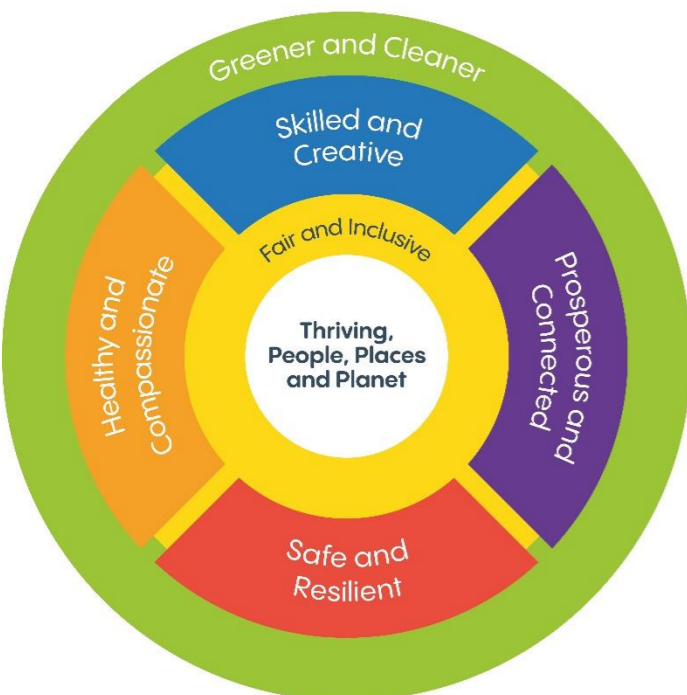 Greener and Cleaner
Skilled and
Creative
Fair and Inclusive
Healthy and
Compassionate
Thriving,
People, Places
and Planet
Prosperous and
Connected
Safe and
Resilient